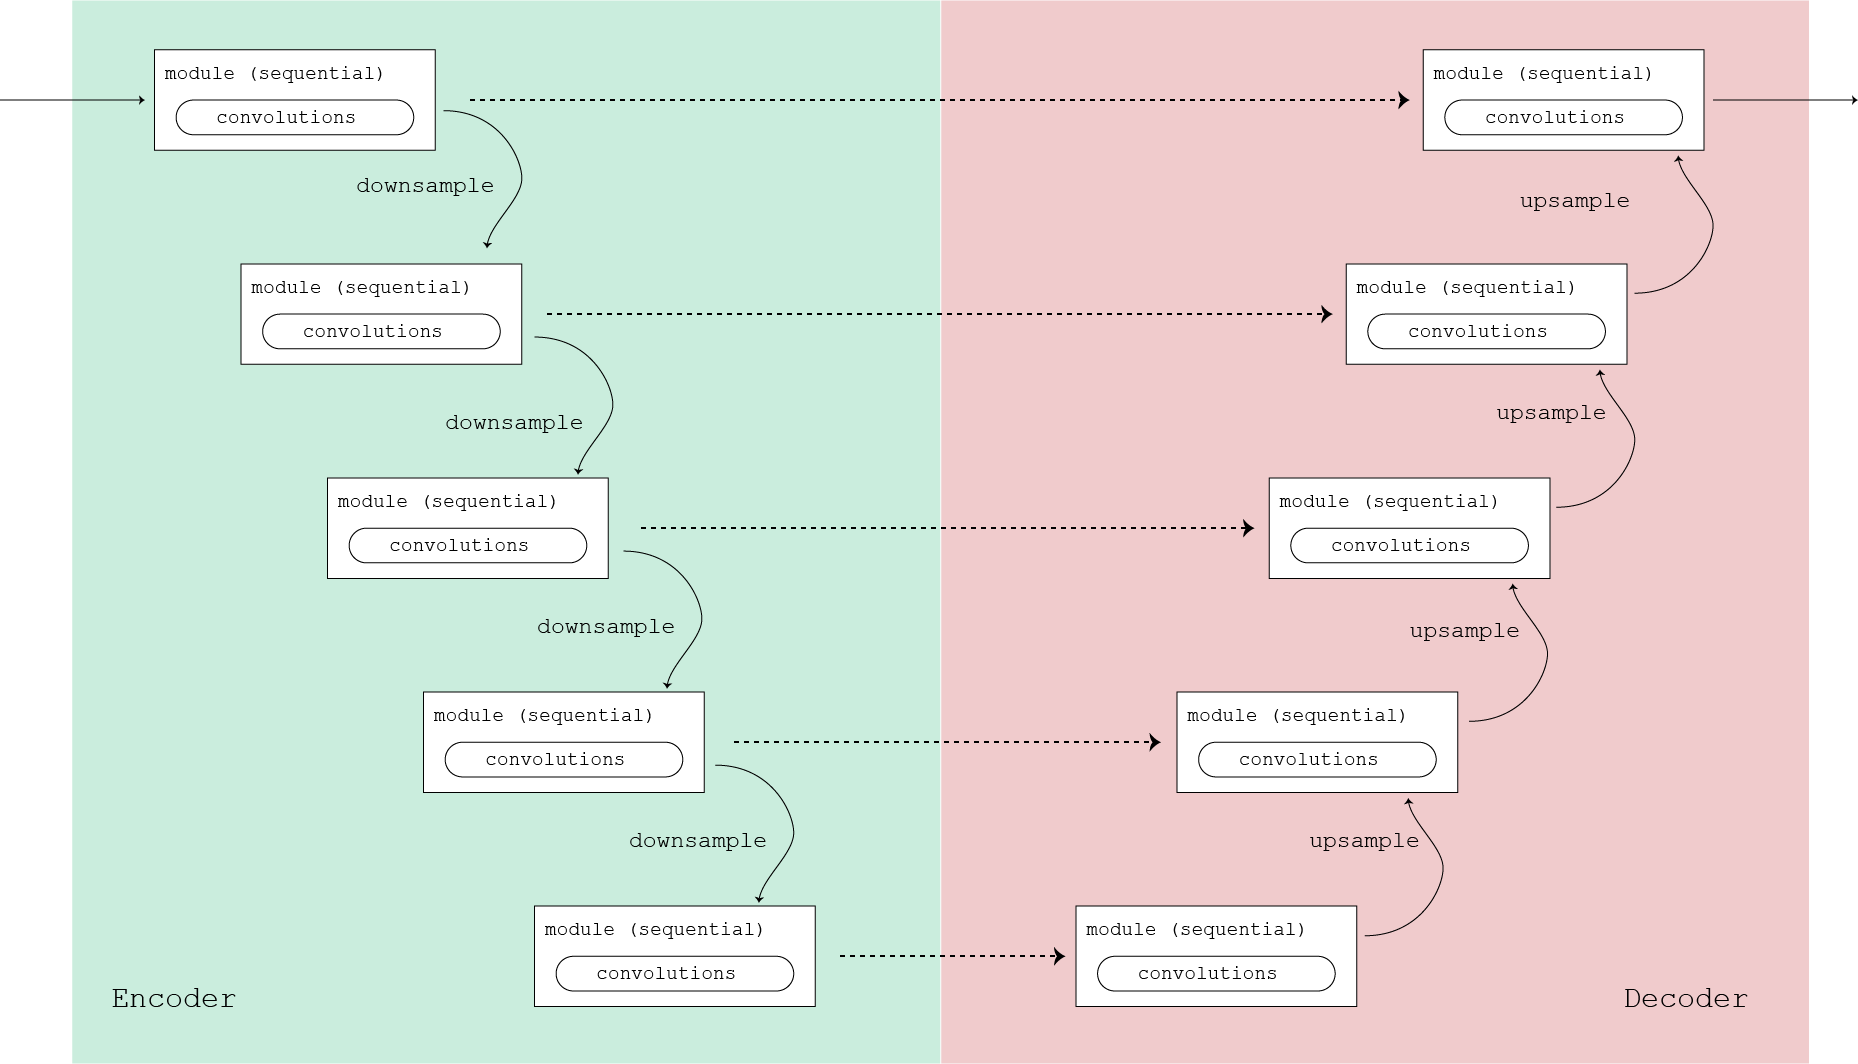 module (sequential)
convolutions
module (sequential)
convolutions
downsample
upsample
module (sequential)
convolutions
module (sequential)
convolutions
downsample
upsample
module (sequential)
convolutions
module (sequential)
convolutions
downsample
upsample
module (sequential)
convolutions
module (sequential)
convolutions
downsample
upsample
module (sequential)
convolutions
module (sequential)
convolutions
Encoder
Decoder